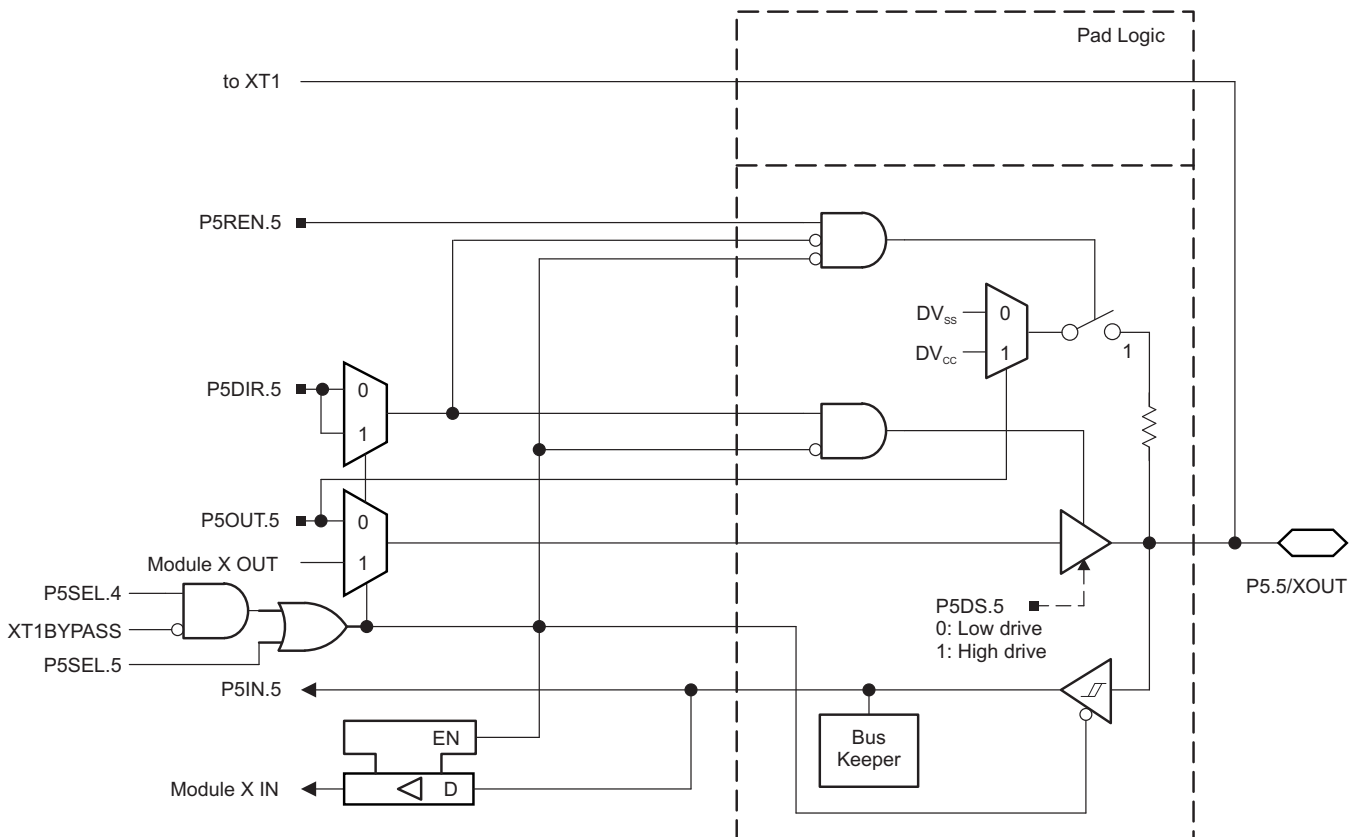 Pad Logic
to XT1
P5REN.5
DVSS
0
DVCC
1
1
P5DIR.5
0
1
P5OUT.5
0
Module X OUT
1
P5SEL.4
XT1BYPASS
P5SEL.5
P5DS.5
0: Low drive
1: High drive
P5.5/XOUT
P5IN.5
EN
Bus
Keeper
Module X IN
D